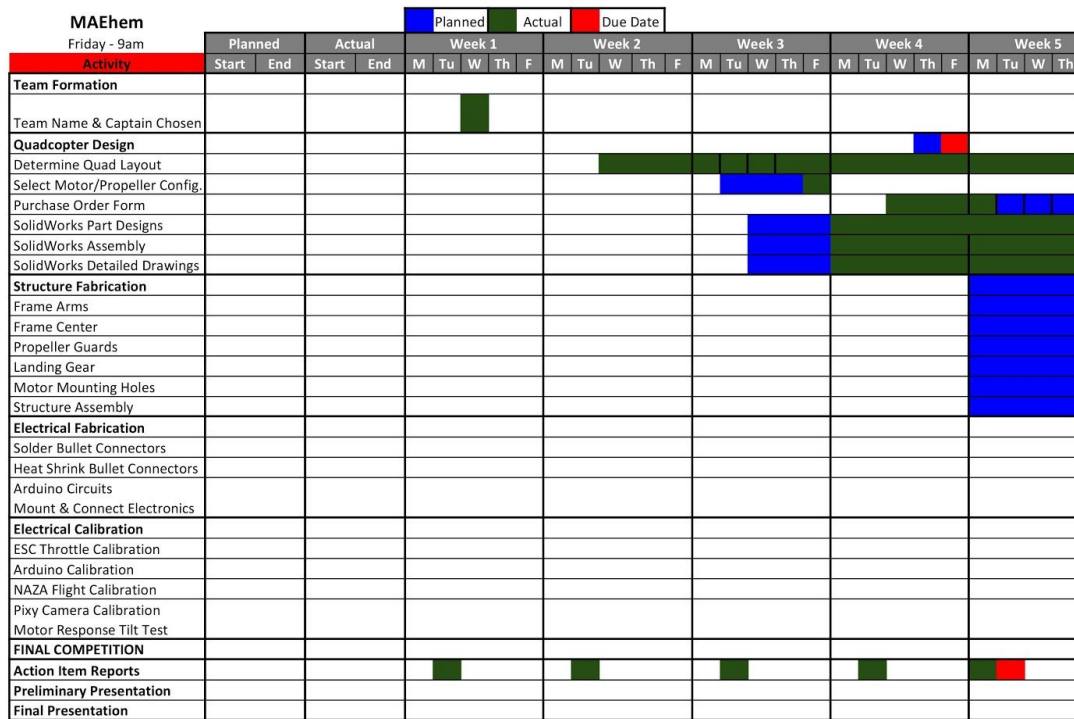 MAEhem
Planned Actual Due Date
Friday - 9am Planned Actual Week 1 Week 2 Week 3 Week 4 Week 5
Activity Start End Start End M Tu W Th F M Tu W Th F M Tu W Th F M Tu W Th F M Tu W Th
Team Formation
Team Name & Captain Chosen
Quadcopter Design
Determine Quad Layout
Select Motor/Propeller Config.
Purchase Order Form
SolidWorks Part Designs
SolidWorks Assembly
SolidWorks Detailed Drawings
Structure Fabrication
Frame Arms
Frame Center
Propeller Guards
Landing Gear
Motor Mounting Holes
Structure Assembly
Electrical Fabrication
Solder Bullet Connectors
Heat Shrink Bullet Connectors
Arduino Circuits
Mount & Connect Electronics
Electrical Calibration
ESC Throttle Calibration
Arduino Calibration
NAZA Flight Calibration
Pixy Camera Calibration
Motor Response Tilt Test
FINAL COMPETITION
Action Item Reports
Preliminary Presentation
Final Presentation